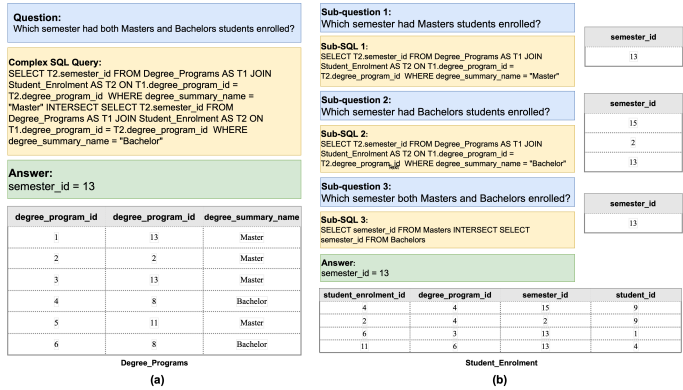 Question:
Which semester had both Masters and Bachelors students enrolled?
Complex SQL Query:
SELECT T2.semester_id FROM Degree_Programs AS T1 JOIN
Student_Enrolment AS T2 ON T1.degree_program_id =
T2.degree_program_id WHERE degree_summary_name =
"Master" INTERSECT SELECT T2.semester_id FROM
Degree_Programs AS T1 JOIN Student_Enrolment AS T2 ON
T1.degree_program_id = T2.degree_program_id WHERE
degree_summary_name = "Bachelor"
Answer:
semester_id = 13
degree_program_id degree_program_id degree_summary_name
1 13 Master
2 2 Master
3 13 Master
4 8 Bachelor
5 11 Master
6 8 Bachelor
Degree_Programs
(a)
Sub-question 1:
Which semester had Masters students enrolled?
Sub-SQL 1:
SELECT T2.semester_id FROM Degree_Programs AS T1 JOIN
Student_Enrolment AS T2 ON T1.degree_program_id =
T2.degree_program_id WHERE degree_summary_name = "Master"
semester_id
13
Sub-question 2:
Which semester had Bachelors students enrolled?
Sub-SQL 2:
SELECT T2.semester_id FROM Degree_Programs AS T1 JOIN
Student_Enrolment AS T2 ON T1.degree_program_id =
T2.degree_program_id WHERE degree_summary_name = "Bachelor"
semester_id
15
2
13
Sub-question 3:
Which semester both Masters and Bachelors enrolled?
Sub-SQL 3:
SELECT semester_id FROM Masters INTERSECT SELECT
semester_id FROM Bachelors
semester_id
13
Answer:
semester_id = 13
student_enrolment_id degree_program_id semester_id student_id
4 4 15 9
2 4 2 9
6 3 13 1
11 6 13 4
Student_Enrolment
(b)